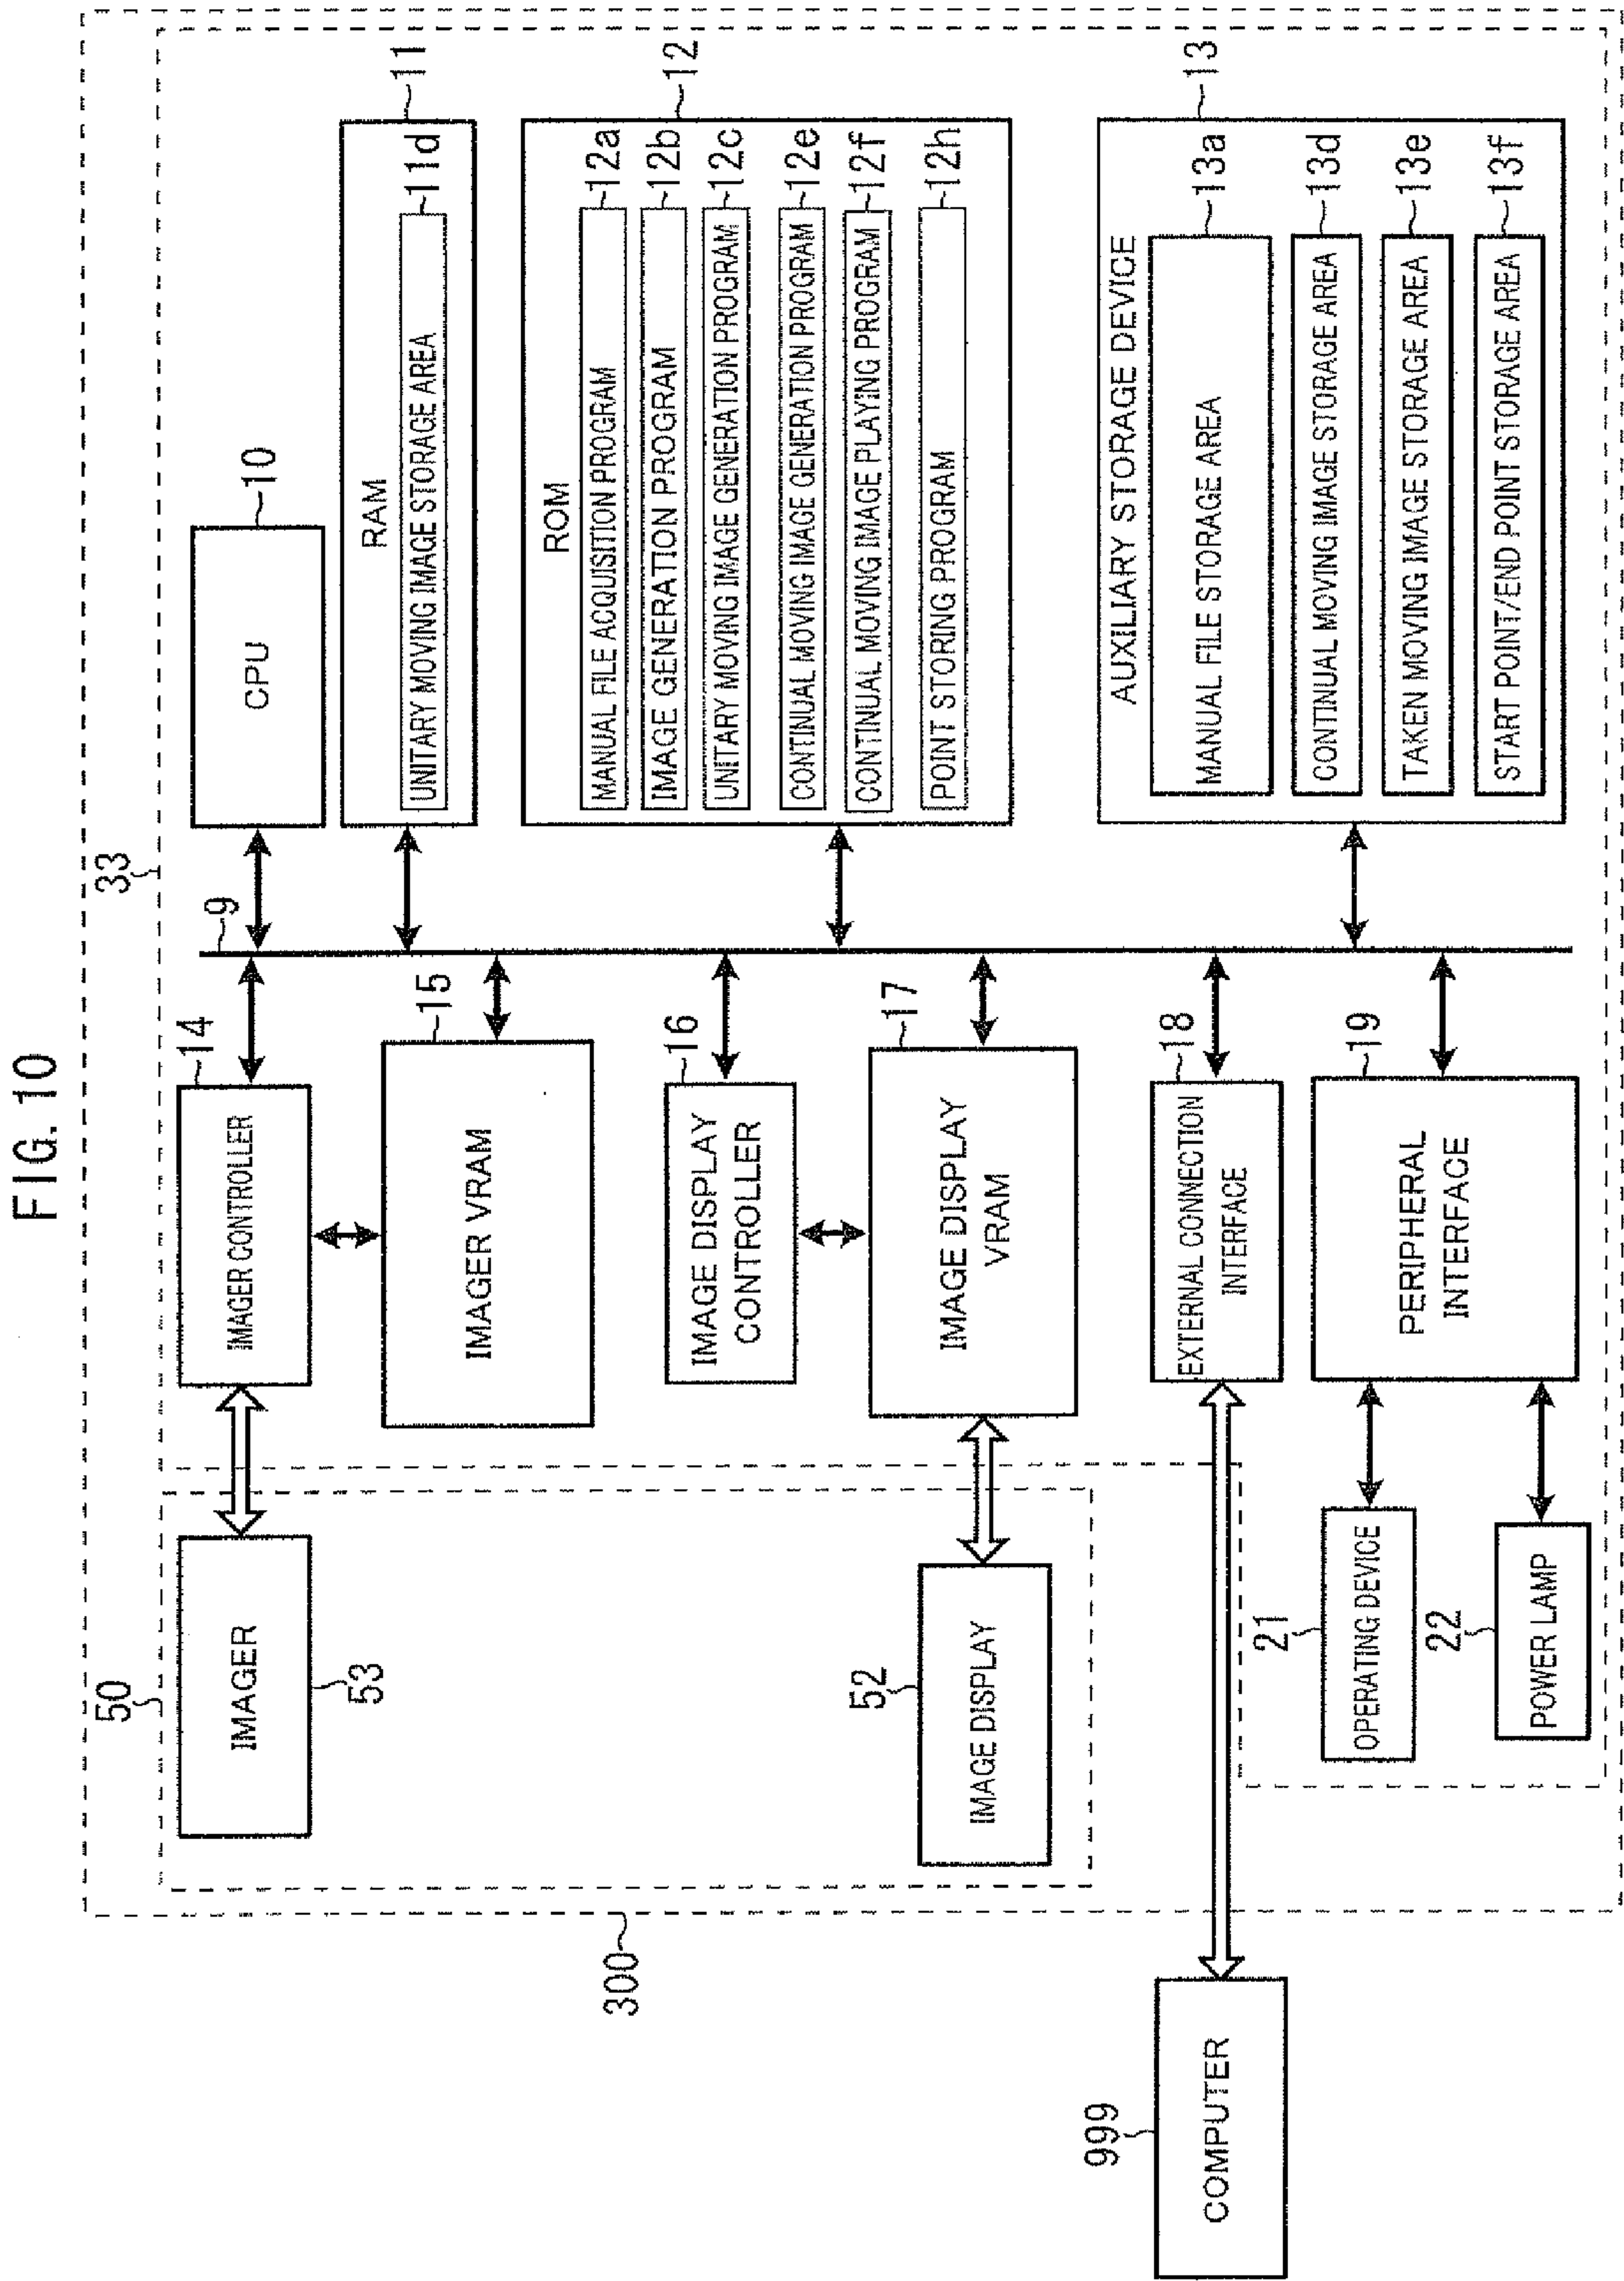 FIG. 10
300
50
IMAGER
53
52
IMAGE DISPLAY
33
14
IMAGER CONTROLLER
15
IMAGER VRAM
16
IMAGE DISPLAY
CONTROLLER
17
IMAGE DISPLAY
VRAM
18
EXTERNAL CONNECTION
INTERFACE
19
PERIPHERAL
INTERFACE
21
OPERATING DEVICE
22
POWER LAMP
999
COMPUTER
9
10
CPU
11
RAM
11d
UNITARY MOVING IMAGE STORAGE AREA
12
ROM
MANUAL FILE ACQUISITION PROGRAM
12a
IMAGE GENERATION PROGRAM
12b
UNITARY MOVING IMAGE GENERATION PROGRAM
12c
CONTINUAL MOVING IMAGE GENERATION PROGRAM
12e
CONTINUAL MOVING IMAGE PLAYING PROGRAM
12f
POINT STORING PROGRAM
12h
13
AUXILIARY STORAGE DEVICE
MANUAL FILE STORAGE AREA
13a
CONTINUAL MOVING IMAGE STORAGE AREA
13d
TAKEN MOVING IMAGE STORAGE AREA
13e
START POINT/END POINT STORAGE AREA
13f